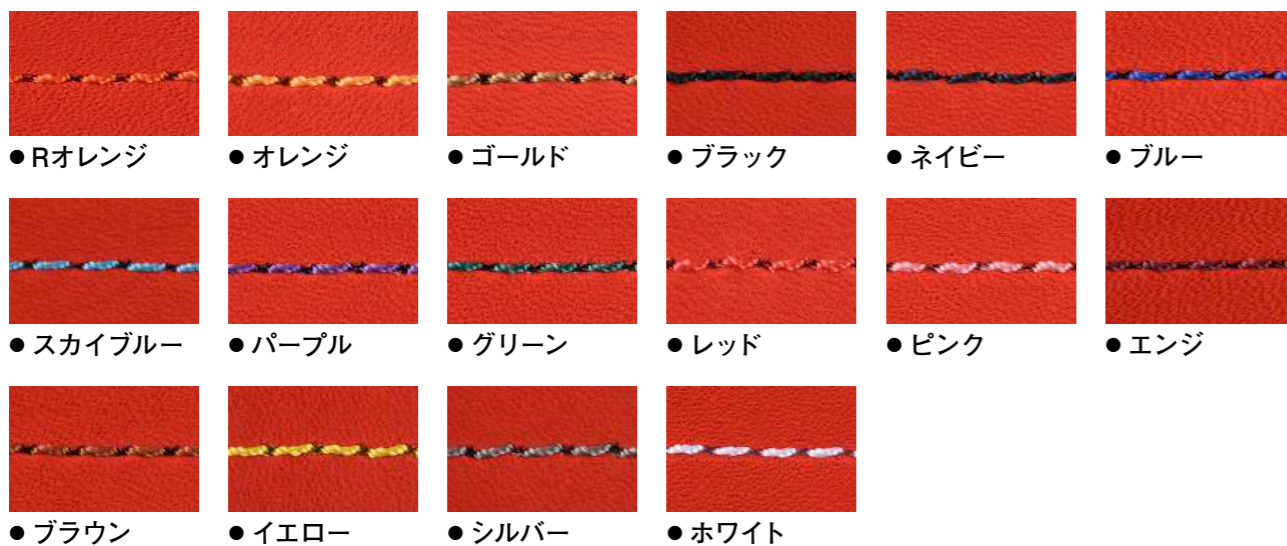 ● Rオレンジ
● オレンジ
● ゴールド
● ブラック
● ネイビー
● ブルー
● スカイブルー
● パープル
● グリーン
● レッド
● ピンク
● エンジ
● ブラウン
● イエロー
● シルバー
● ホワイト